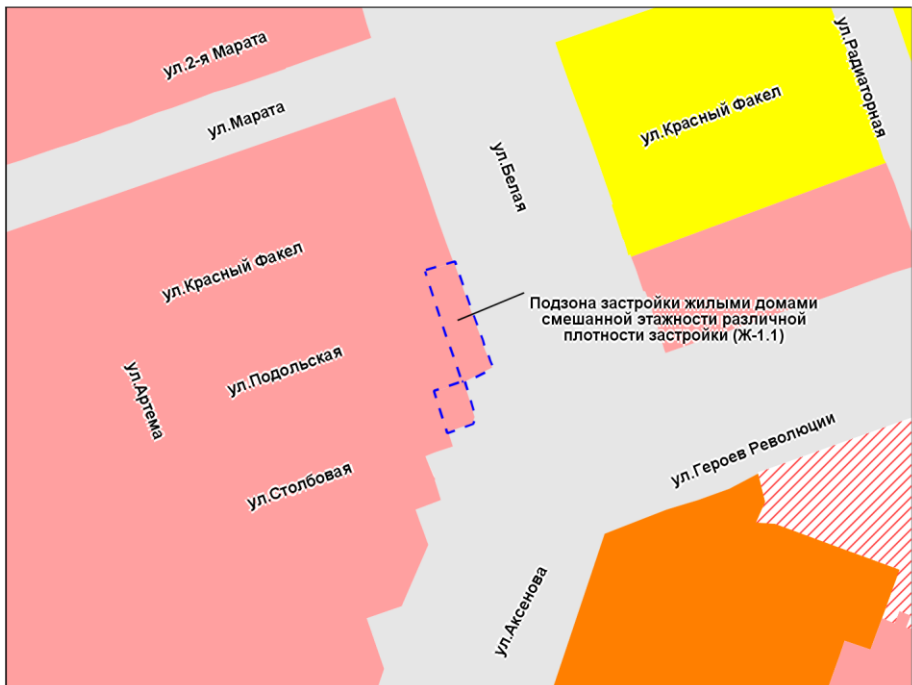 ул.2-я Марата
ул.Марата
ул.Радиаторная
ул.Красный Факел
ул.Белая
ул.Красный Факел
Подзона застройки жилыми домами
смешанной этажности различной
плотности застройки (Ж-1.1)
ул.Подольская
ул.Артема
ул.Героев Революции
ул.Столбовая
ул.Аксенова